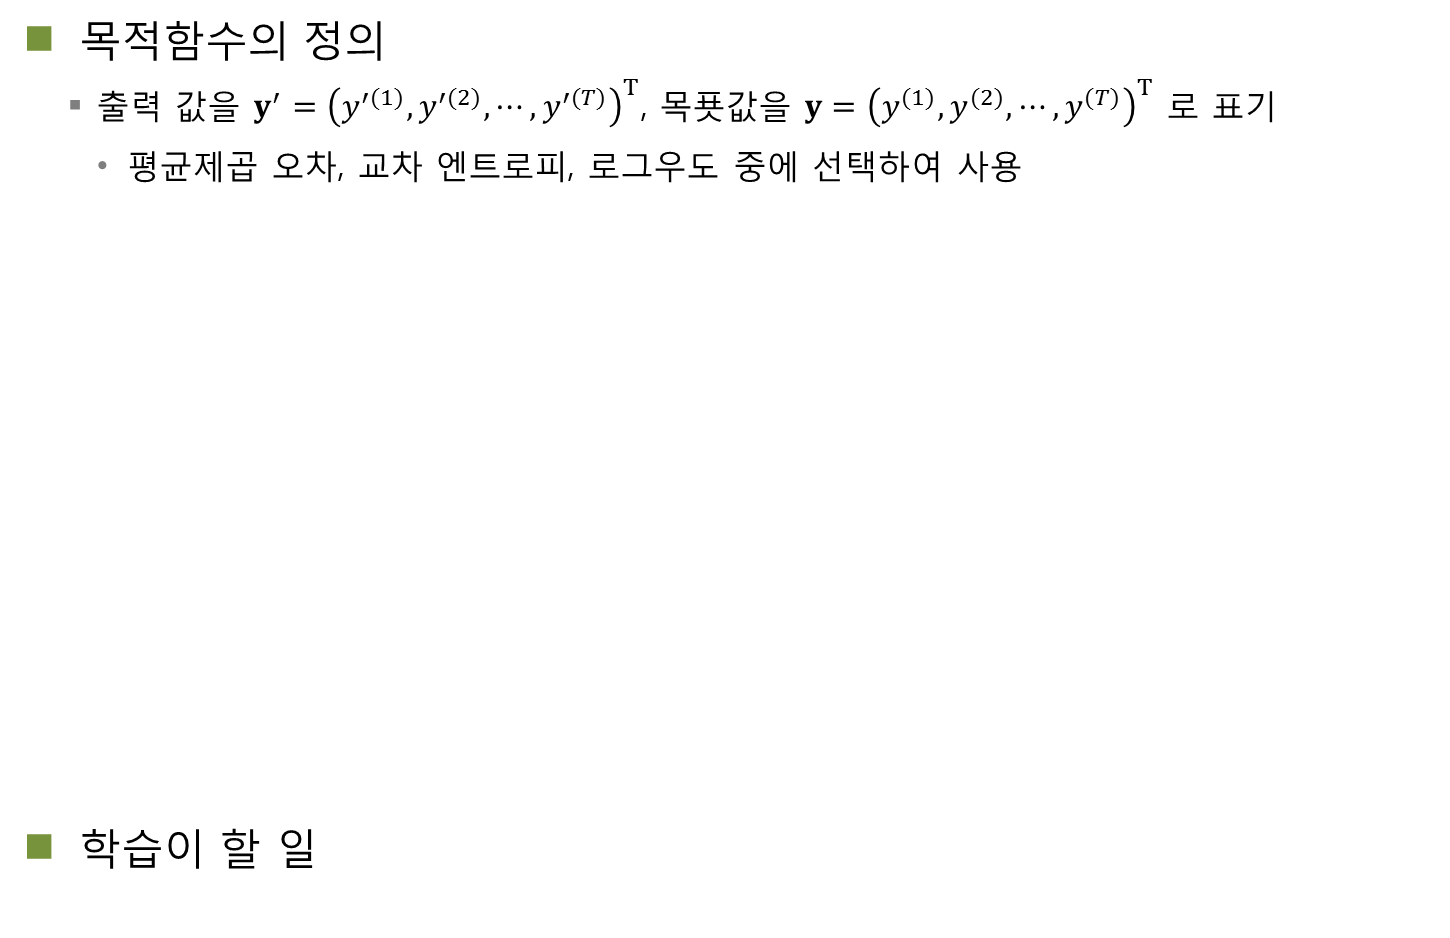 목적함수의 정의
출력 값을 𝐲′ = (𝑦′⁽¹⁾, 𝑦′⁽²⁾, ⋯, 𝑦′⁽ᵀ⁾)ᵀ, 목푯값을 𝐲 = (𝑦⁽¹⁾, 𝑦⁽²⁾, ⋯, 𝑦⁽ᵀ⁾)ᵀ 로 표기
평균제곱 오차, 교차 엔트로피, 로그우도 중에 선택하여 사용
학습이 할 일